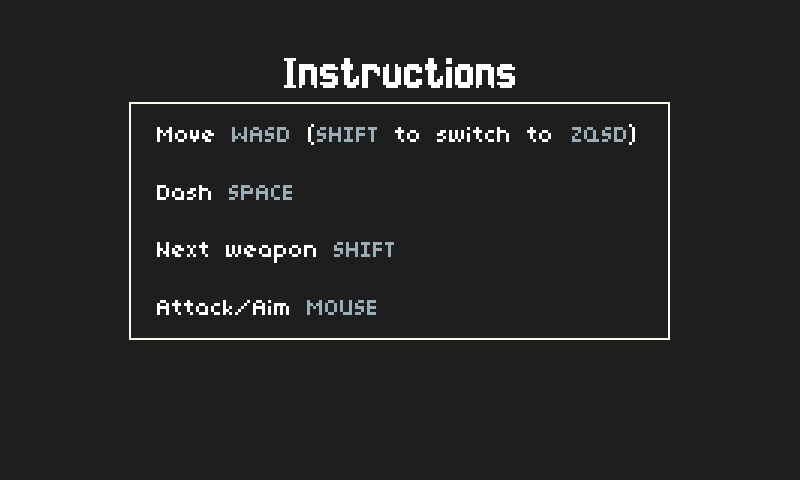 Instructions
Move WASD (SHIFT to switch to ZQSD)
Dash SPACE
Next weapon SHIFT
Attack/Aim MOUSE